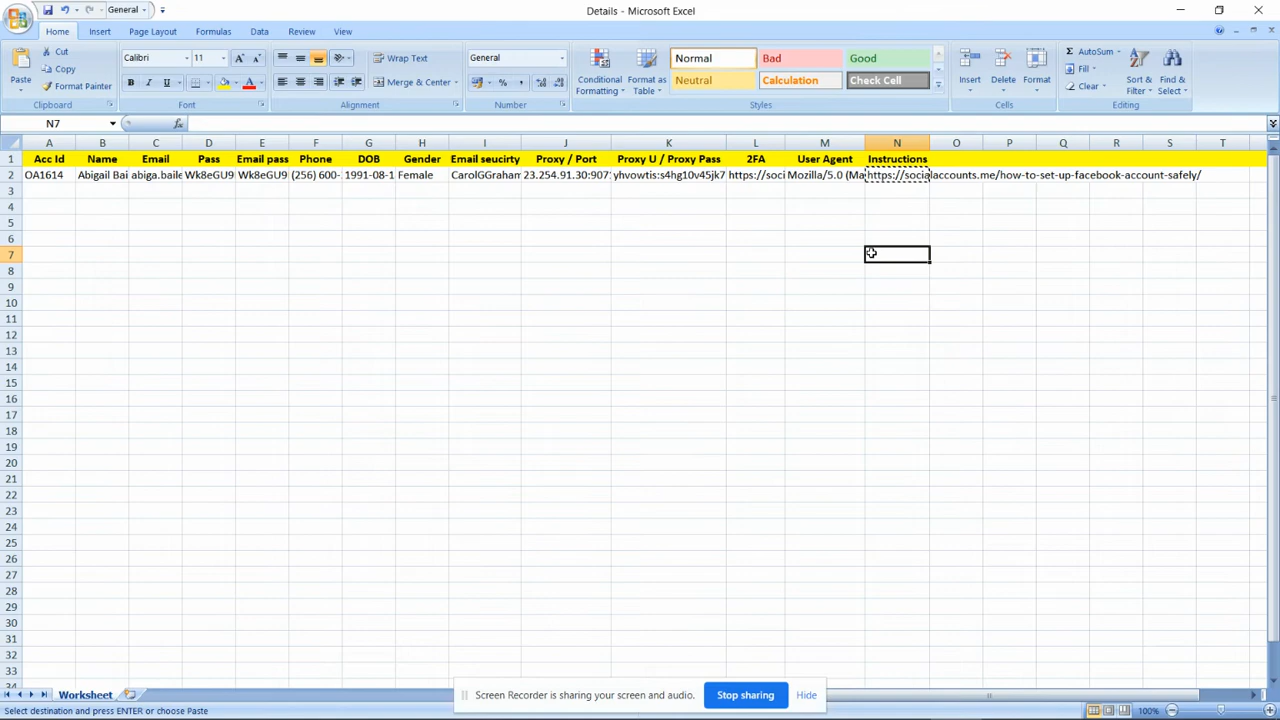 General
Details - Microsoft Excel
Home Insert Page Layout Formulas Data Review View
Cut
Calibri 11
Wrap Text
General
Normal Bad Good
AutoSum
Copy
Fill
Paste
Format Painter
B I U
Merge & Center
Conditional Formatting
Format as Table
Neutral Calculation Check Cell
Insert Delete Format
Clear
Sort & Filter
Find & Select
Clipboard Font Alignment Number Styles Cells Editing
N7 fx
A B C D E F G H I J K L M N O P Q R S T
1 Acc Id Name Email Pass Email pass Phone DOB Gender Email seucirty Proxy / Port Proxy U / Proxy Pass 2FA User Agent Instructions
2 OA1614 Abigail Bai abiga.baile W8eGU9 Wk8eGU9 (256) 600- 1991-08-1 Female CarolGGraham 23.254.91.30:907 yhvowtis:s4hg10v45jk7 https://soci Mozilla/5.0 (Ma https://socialaccounts.me/how-to-set-up-facebook-account-safely/
3
4
5
6
7
8
9
10
11
12
13
14
15
16
17
18
19
20
21
22
23
24
25
26
27
28
29
30
31
32
33
34
Worksheet
Screen Recorder is sharing your screen and audio. Stop sharing Hide
Select destination and press ENTER or choose Paste
100%